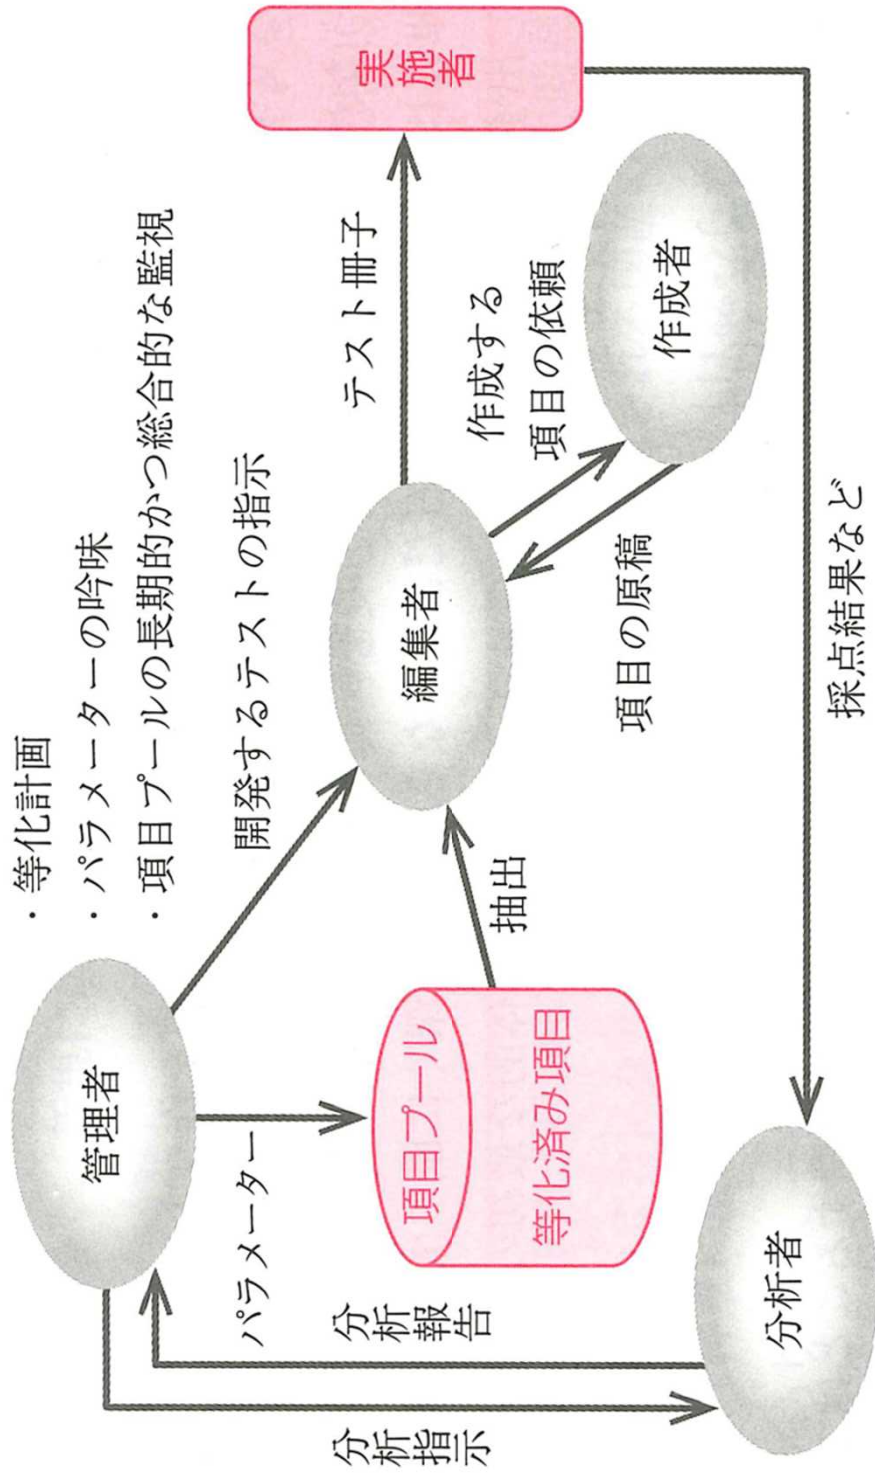 ・等化計画
・パラメーターの吟味
・項目プールの長期的かつ総合的な監視
管理者
開発するテストの指示
パラメーター
項目プール
等化済み項目
抽出
編集者
テスト冊子
実施者
作成する
項目の依頼
項目の原稿
作成者
分析
指示
分析
報告
分析者
採点結果など